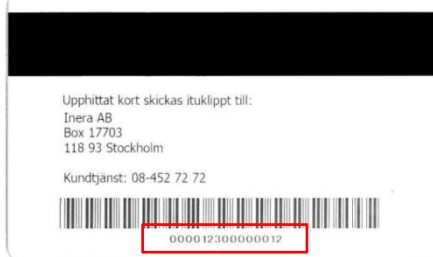 Upphittat kort skickas ituklippt till:
Inera AB
Box 17703
118 93 Stockholm
Kundtjänst: 08-452 72 72
000012300000012